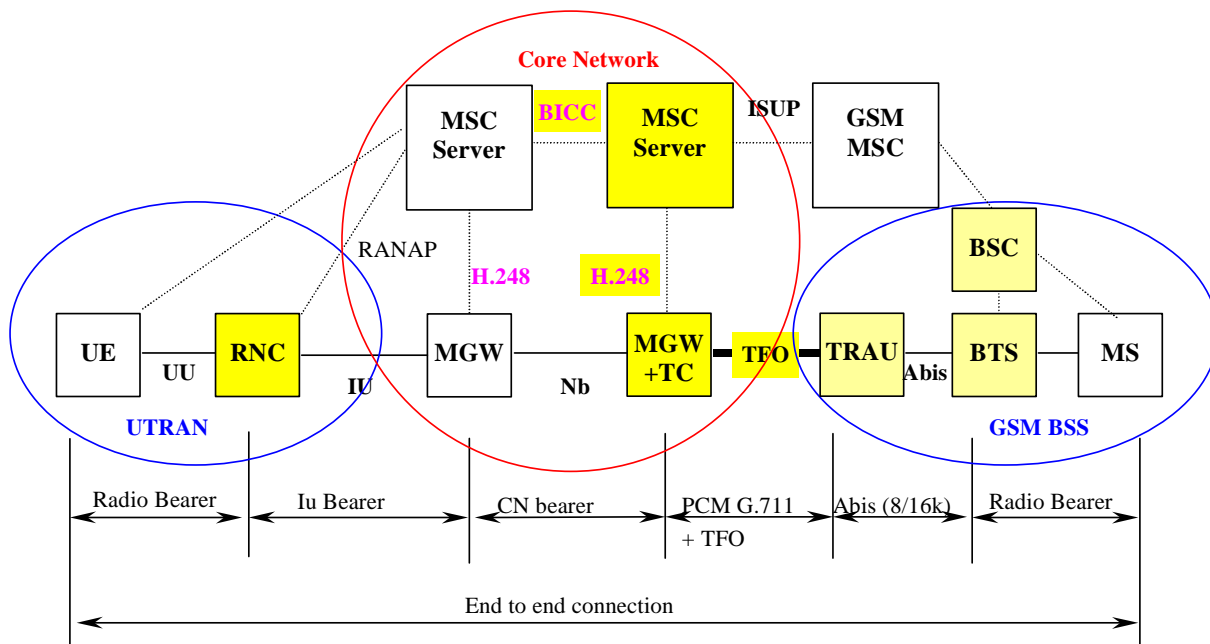 Core Network
MSC
Server
BICC
MSC
Server
ISUP
GSM
MSC
RANAP
H.248
H.248
BSC
UE
UU
RNC
IU
MGW
Nb
MGW
+TC
TFO
TRAU
Abis
BTS
MS
UTRAN
GSM BSS
Radio Bearer
Iu Bearer
CN bearer
PCM G.711
+ TFO
Abis (8/16k)
Radio Bearer
End to end connection